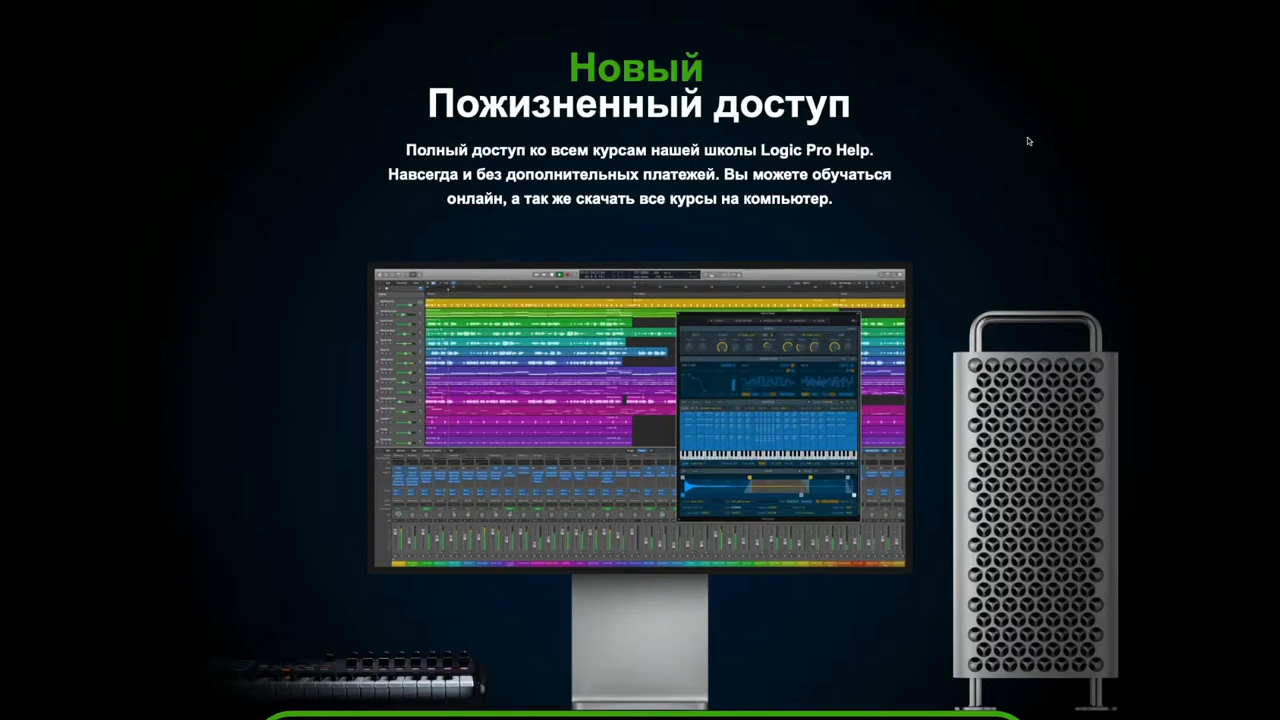 Новый
Пожизненный доступ
Полный доступ ко всем курсам нашей школы Logic Pro Help.
Навсегда и без дополнительных платежей. Вы можете обучаться
онлайн, а так же скачать все курсы на компьютер.